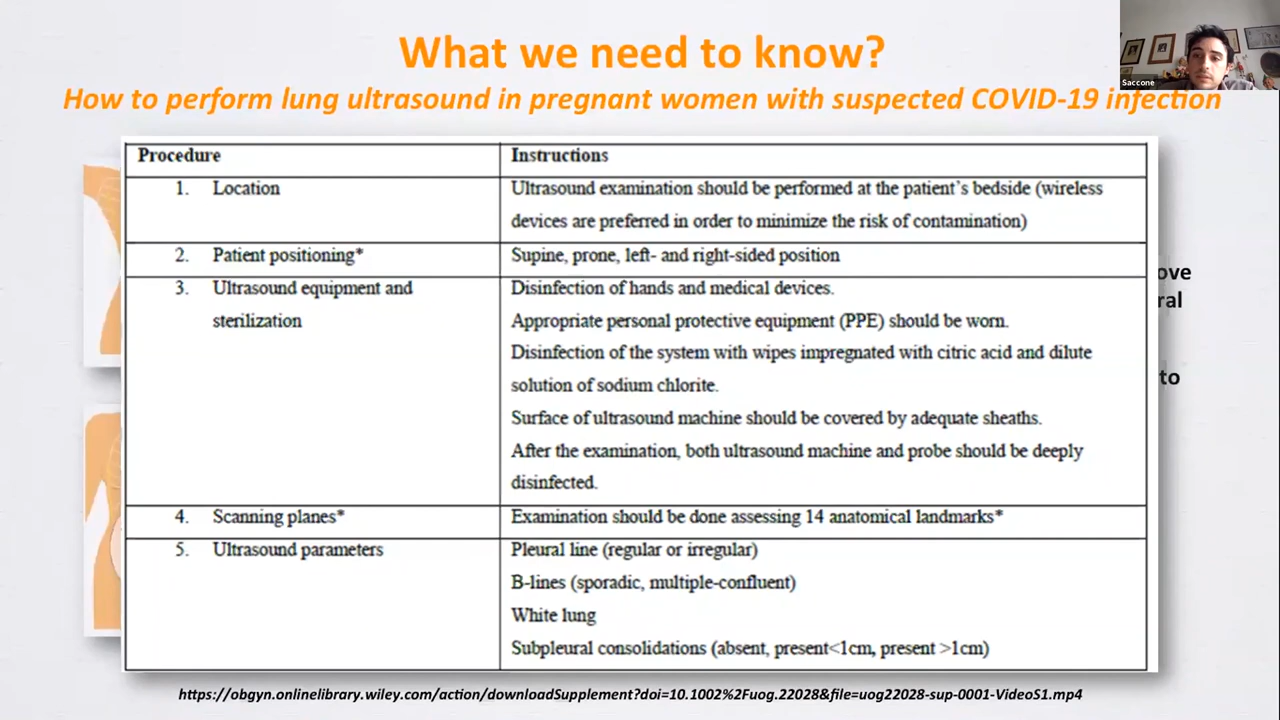 What we need to know?
Saccone
How to perform lung ultrasound in pregnant women with suspected COVID-19 infection
Procedure
Instructions
1. Location
Ultrasound examination should be performed at the patient's bedside (wireless
devices are preferred in order to minimize the risk of contamination)
2. Patient positioning*
Supine, prone, left- and right-sided position
3. Ultrasound equipment and
sterilization
Disinfection of hands and medical devices.
Appropriate personal protective equipment (PPE) should be worn.
Disinfection of the system with wipes impregnated with citric acid and dilute
solution of sodium chlorite.
Surface of ultrasound machine should be covered by adequate sheaths.
After the examination, both ultrasound machine and probe should be deeply
disinfected.
4. Scanning planes*
Examination should be done assessing 14 anatomical landmarks*
5. Ultrasound parameters
Pleural line (regular or irregular)
B-lines (sporadic, multiple-confluent)
White lung
Subpleural consolidations (absent, present<1cm, present >1cm)
ove
ral
to
https://obgyn.onlinelibrary.wiley.com/action/downloadSupplement?doi=10.1002%2Fuog.22028&file=uog22028-sup-0001-VideoS1.mp4